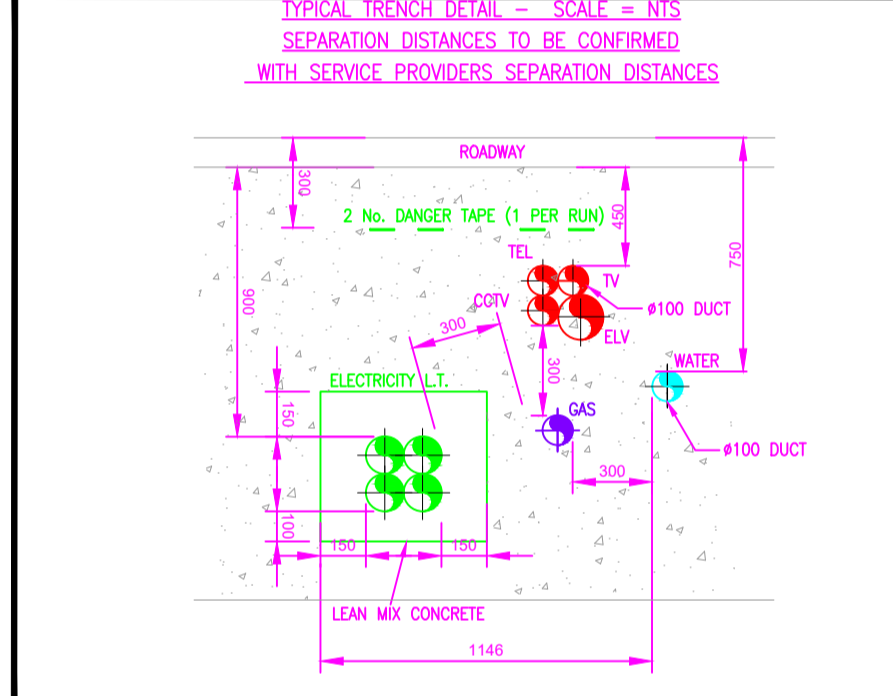 TYPICAL TRENCH DETAIL - SCALE = NTS
SEPARATION DISTANCES TO BE CONFIRMED
WITH SERVICE PROVIDERS SEPARATION DISTANCES
ROADWAY
300
450
2 No. DANGER TAPE (1 PER RUN)
750
TEL
TV
900
CCTV
ø100 DUCT
300
ELV
300
WATER
ELECTRICITY L.T.
GAS
150
ø100 DUCT
300
100
150
150
LEAN MIX CONCRETE
1146